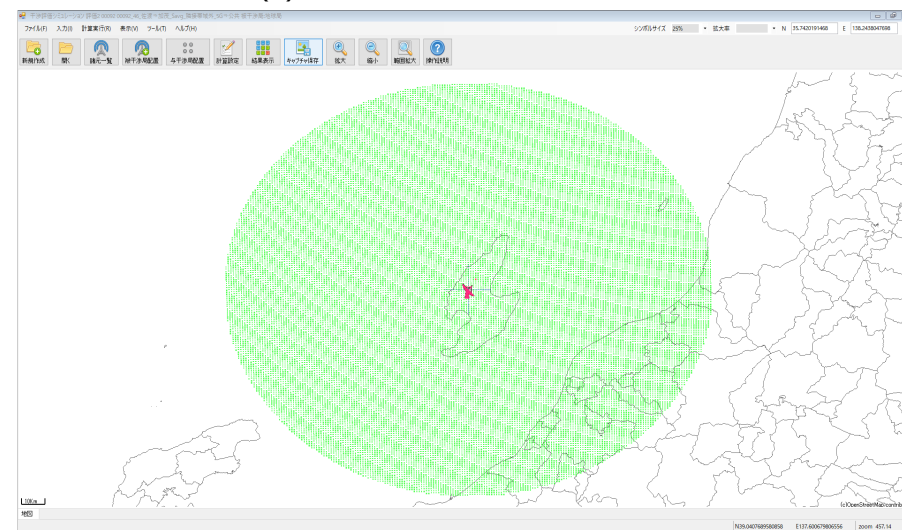 ファイル(F) 入力(I) 計算実行(R) 表示(V) ツール(T) ヘルプ(H)
シンボルサイズ 25% 拡大率 N 35.7420191468 E 138.2438047698
新規作成 開く 諸元一覧 被干渉局配置 与干渉局配置 計算設定 結果表示 キャプチャ保存 拡大 縮小 範囲拡大 操作説明
10Km
(c)OpenStreetMap contrib
地図
N39.0407689580858 E137.600679806556 zoom 457.14